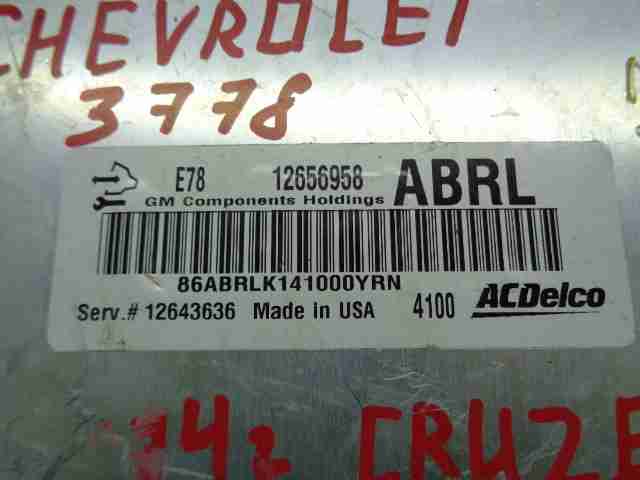 CHEVROLET
3778
E78 12656958 ABRL
GM Components Holdings
86ABRLK141000YRN
Serv.# 12643636 Made in USA 4100 ACDelco
CRUZE